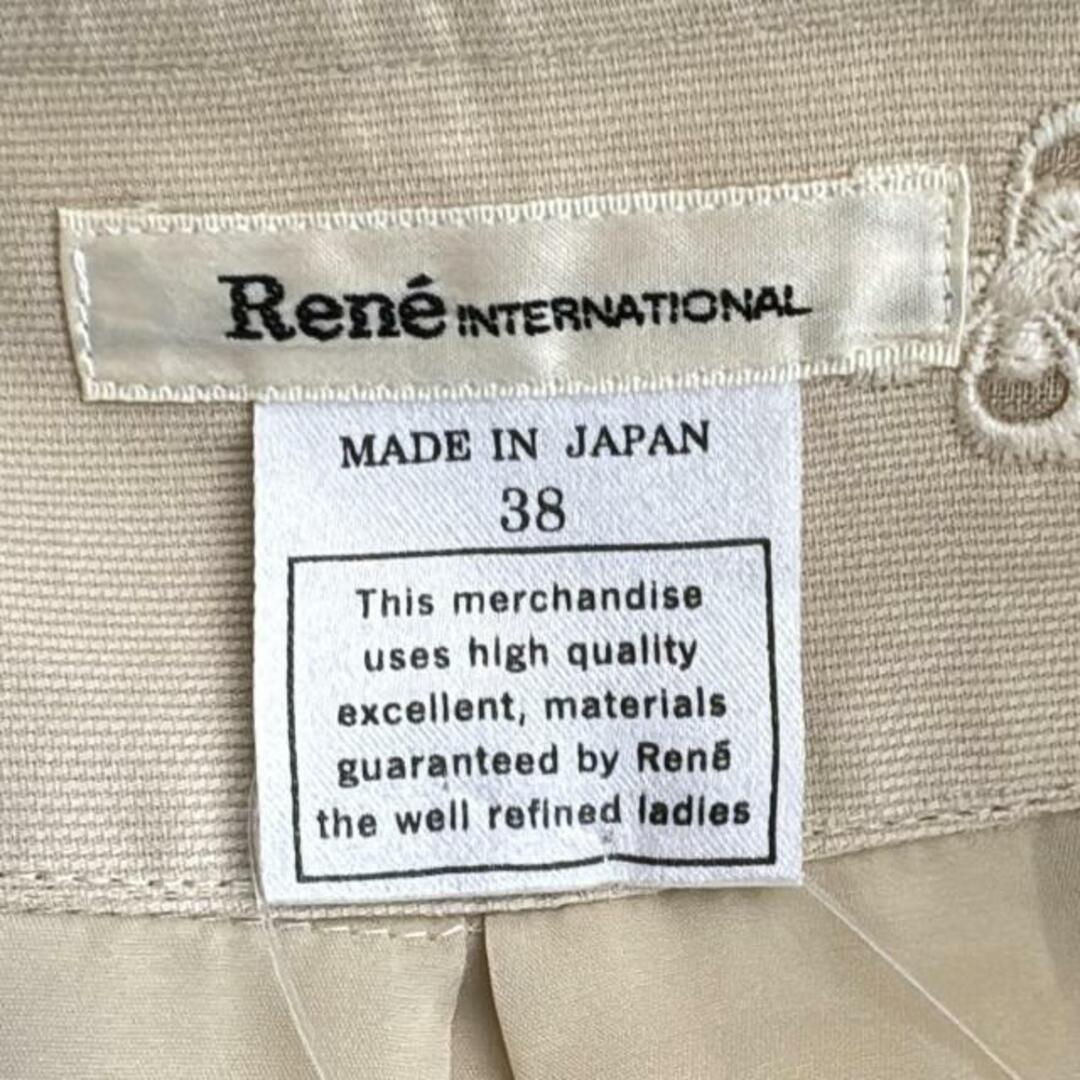 René INTERNATIONAL
MADE IN JAPAN
38
This merchandise
uses high quality
excellent, materials
guaranteed by René
the well refined ladies